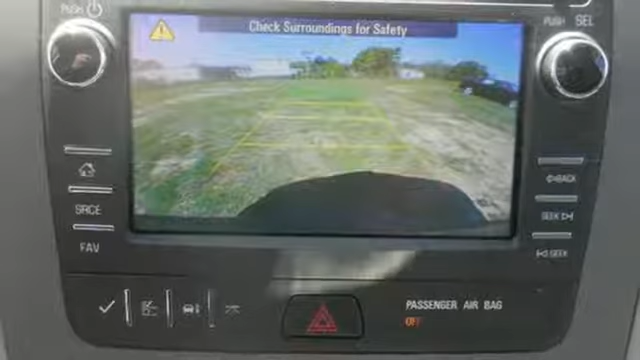 PUSH
Check Surroundings for Safety
PUSH SEL
SRCE
FAV
BACK
SEEK
SEEK
PASSENGER AIR BAG
OFF